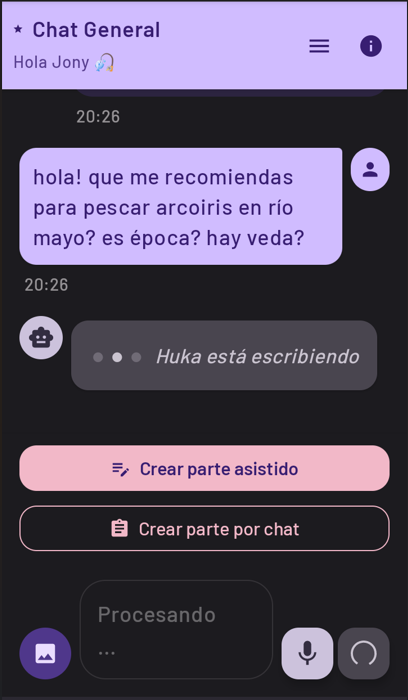 Chat General
Hola Jony 🎣
20:26
hola! que me recomiendas
para pescar arcoiris en río
mayo? es época? hay veda?
20:26
Huka está escribiendo
Crear parte asistido
Crear parte por chat
Procesando
...